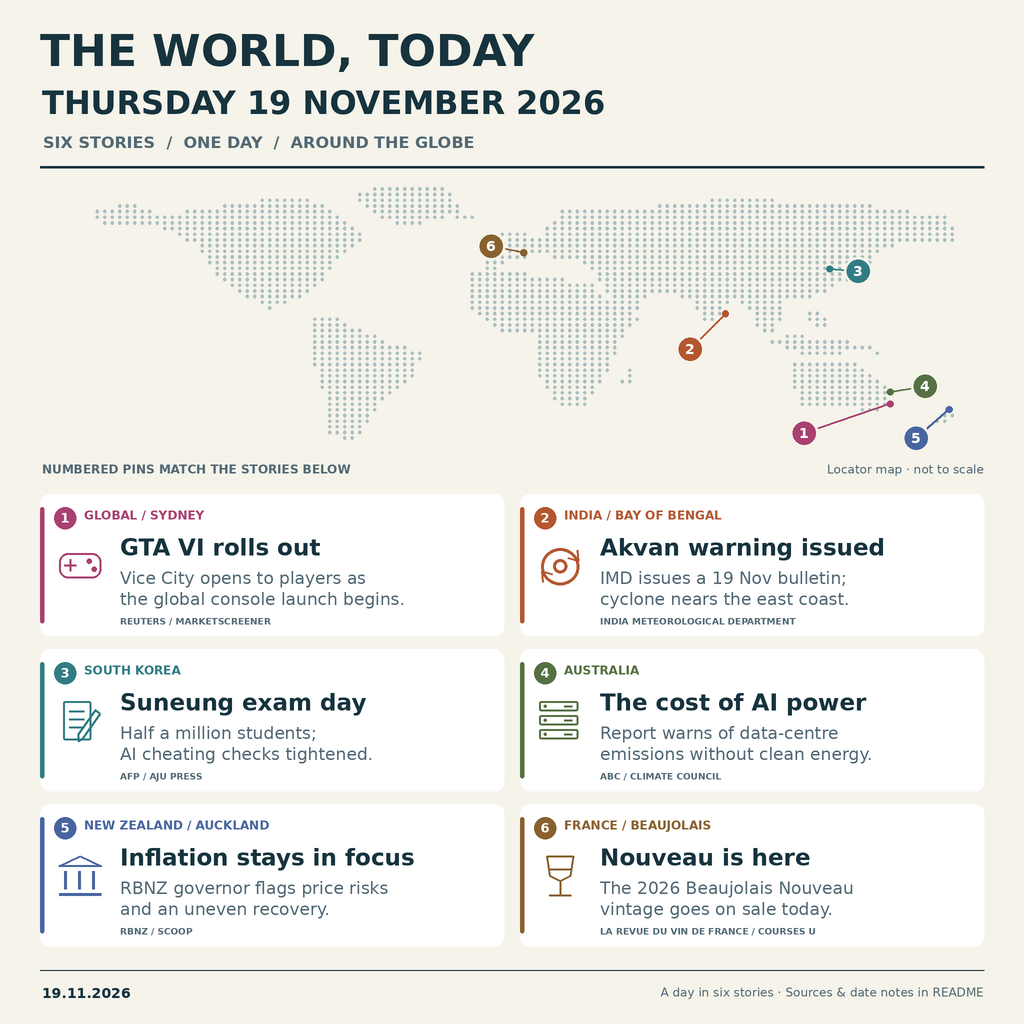 THE WORLD, TODAY
THURSDAY 19 NOVEMBER 2026
SIX STORIES / ONE DAY / AROUND THE GLOBE
6
3
2
4
1
5
NUMBERED PINS MATCH THE STORIES BELOW
Locator map · not to scale
1 GLOBAL / SYDNEY
GTA VI rolls out
Vice City opens to players as
the global console launch begins.
REUTERS / MARKETSCREENER
2 INDIA / BAY OF BENGAL
Akvan warning issued
IMD issues a 19 Nov bulletin;
cyclone nears the east coast.
INDIA METEOROLOGICAL DEPARTMENT
3 SOUTH KOREA
Suneung exam day
Half a million students;
AI cheating checks tightened.
AFP / AJU PRESS
4 AUSTRALIA
The cost of AI power
Report warns of data-centre
emissions without clean energy.
ABC / CLIMATE COUNCIL
5 NEW ZEALAND / AUCKLAND
Inflation stays in focus
RBNZ governor flags price risks
and an uneven recovery.
RBNZ / SCOOP
6 FRANCE / BEAUJOLAIS
Nouveau is here
The 2026 Beaujolais Nouveau
vintage goes on sale today.
LA REVUE DU VIN DE FRANCE / COURSES U
19.11.2026
A day in six stories · Sources & date notes in README